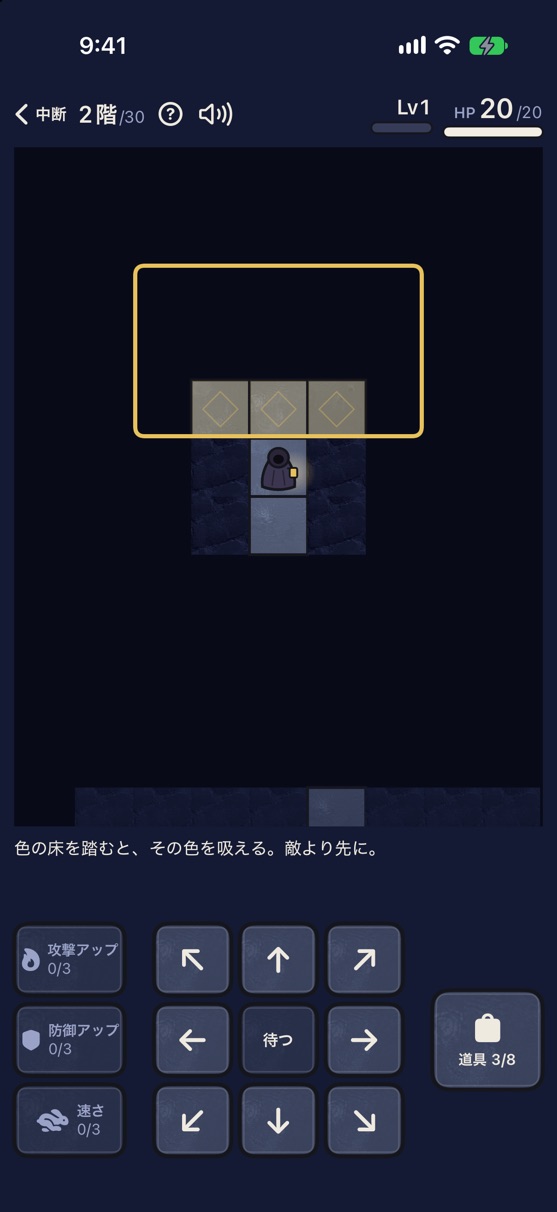 9:41
中断 2階/30 ? Lv1 HP 20/20
色の床を踏むと、その色を吸える。敵より先に。
攻撃アップ
0/3
防御アップ
0/3
待つ
道具 3/8
速さ
0/3